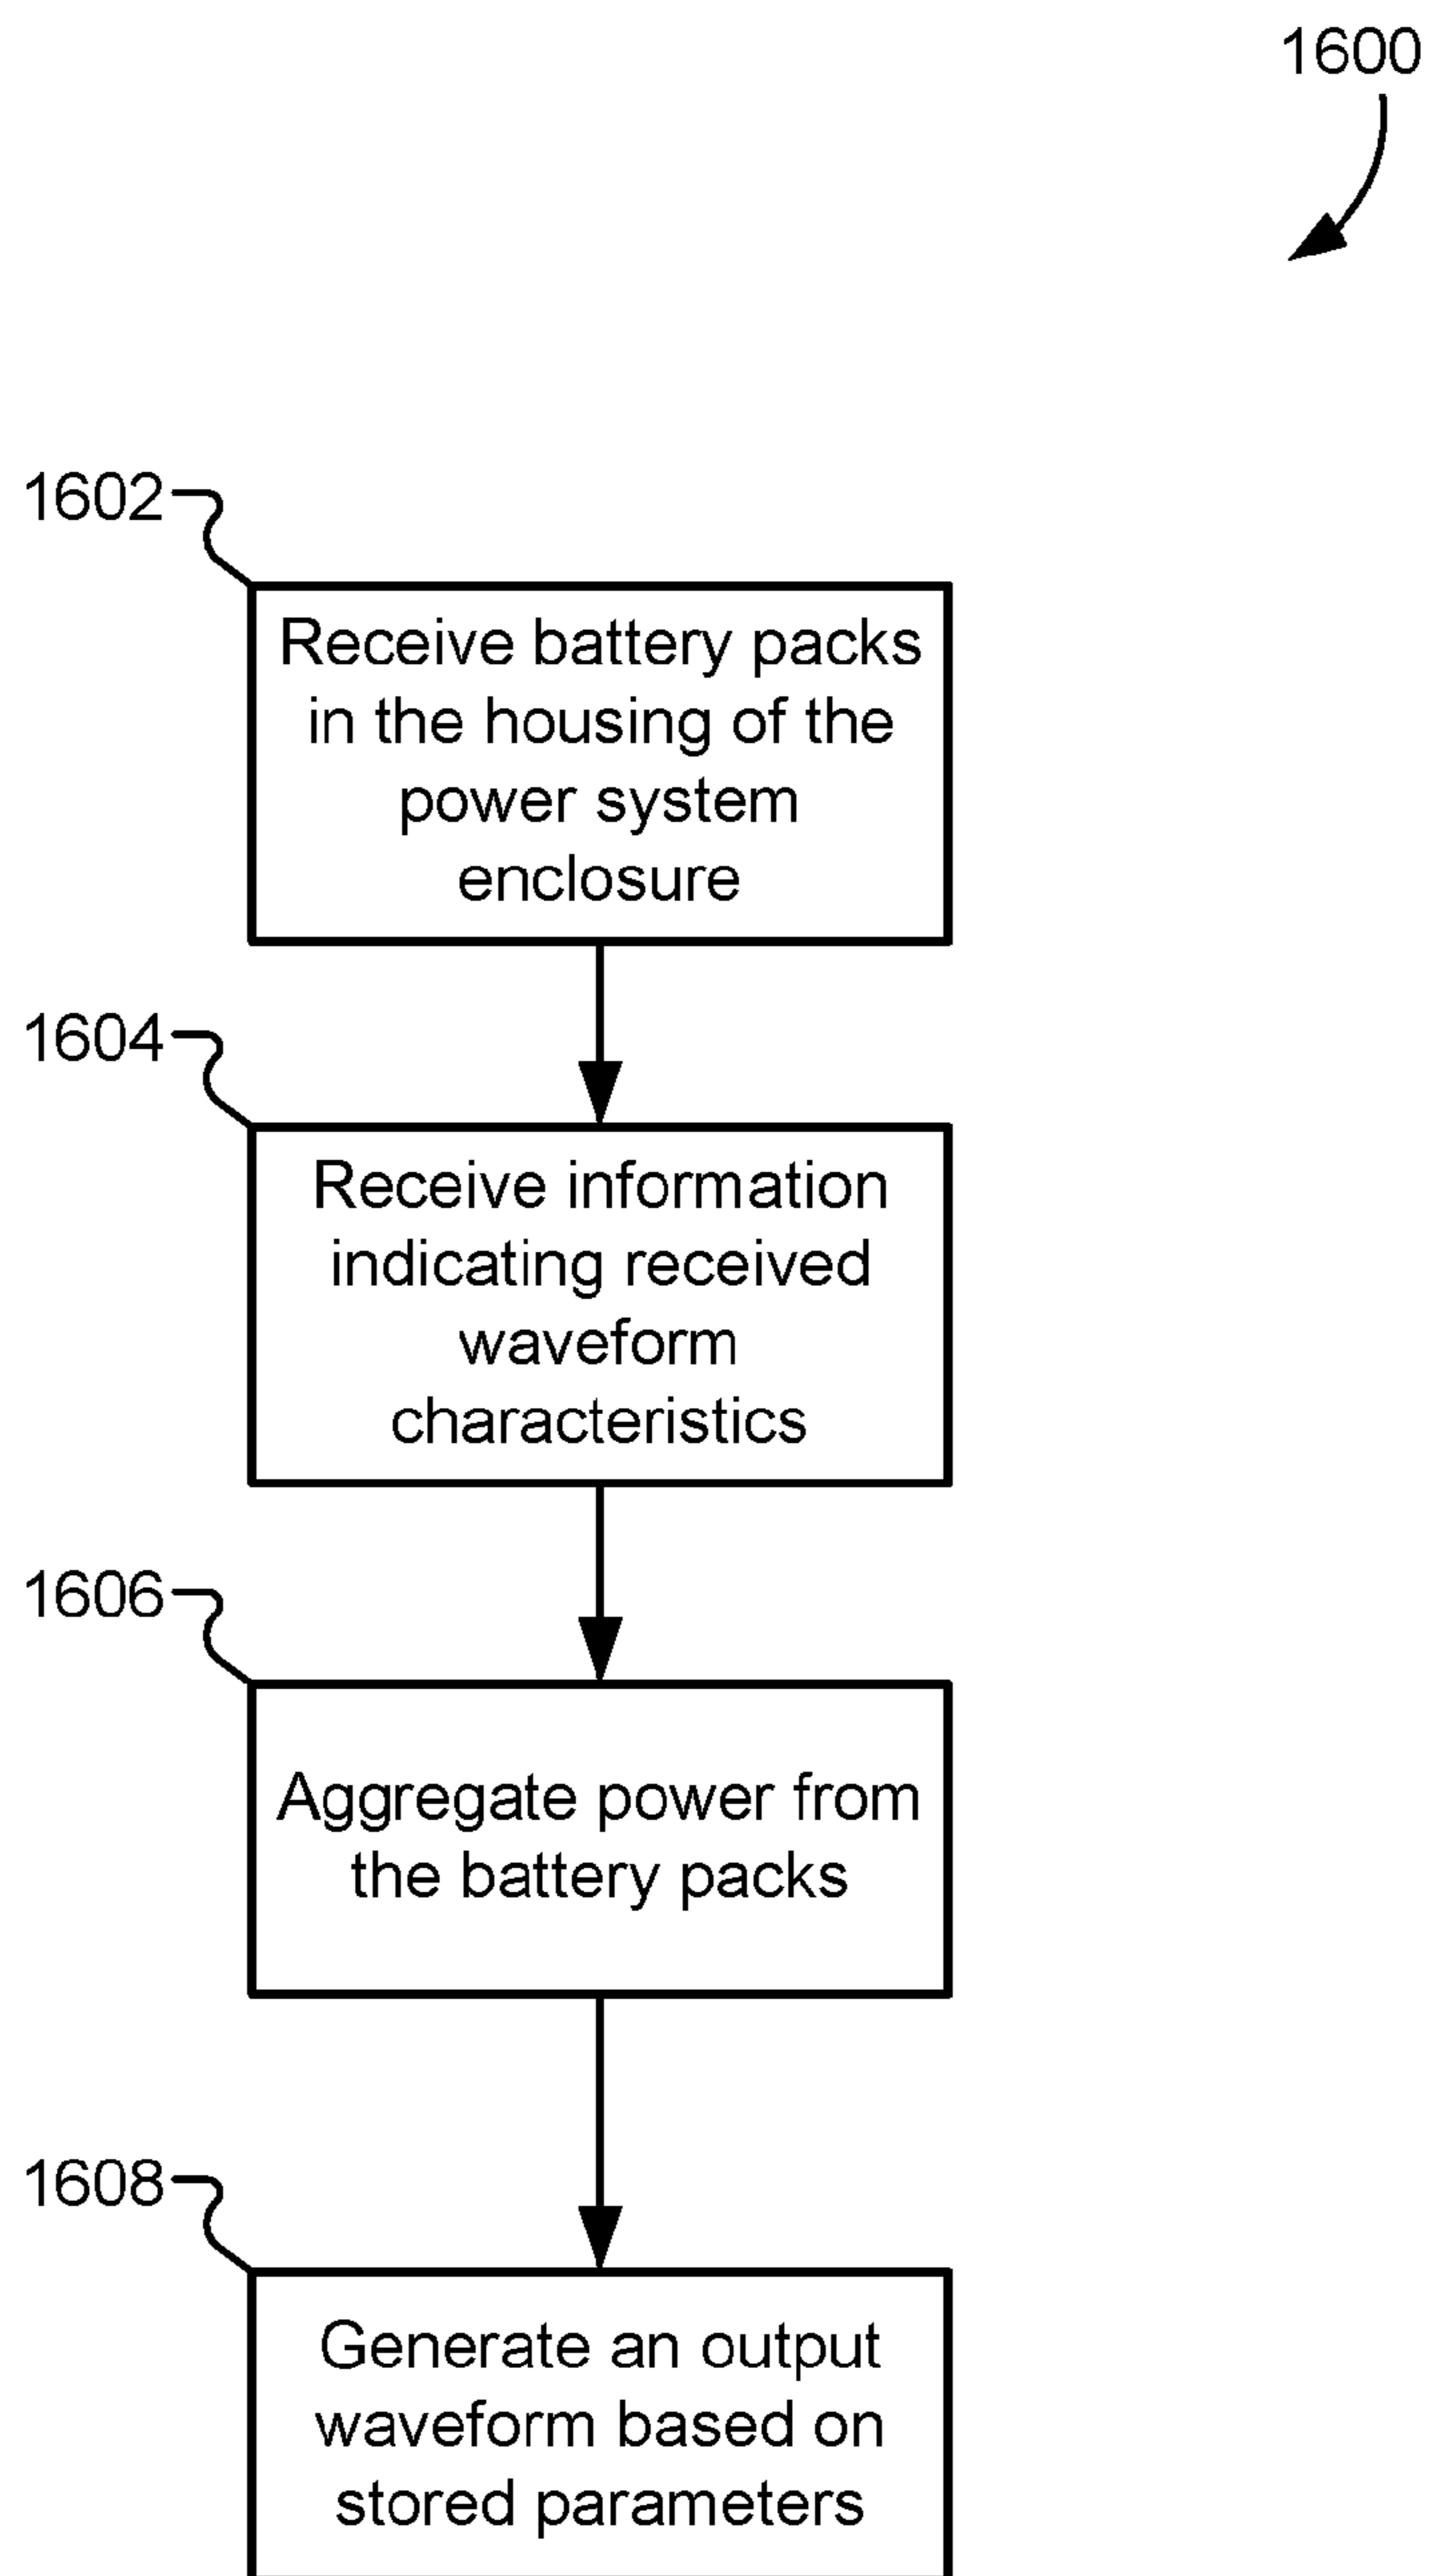 1600
1602
Receive battery packs
in the housing of the
power system
enclosure
1604
Receive information
indicating received
waveform
characteristics
1606
Aggregate power from
the battery packs
1608
Generate an output
waveform based on
stored parameters